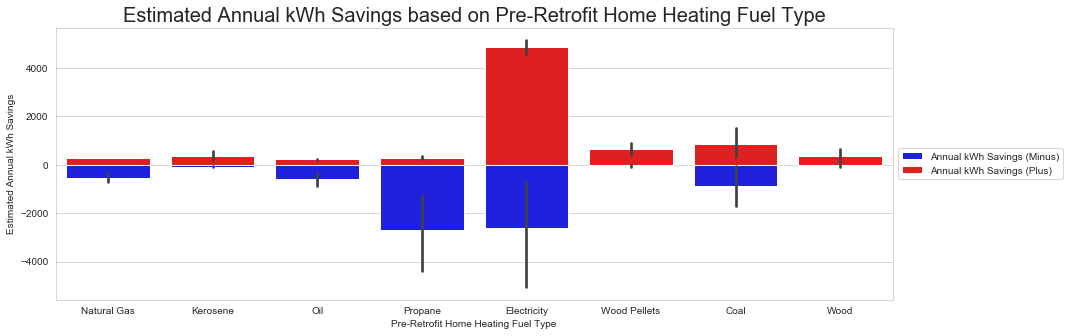 Estimated Annual kWh Savings based on Pre-Retrofit Home Heating Fuel Type
Estimated Annual kWh Savings
4000
2000
0
−2000
−4000
Natural Gas Kerosene Oil Propane Electricity Wood Pellets Coal Wood
Pre-Retrofit Home Heating Fuel Type
Annual kWh Savings (Minus)
Annual kWh Savings (Plus)